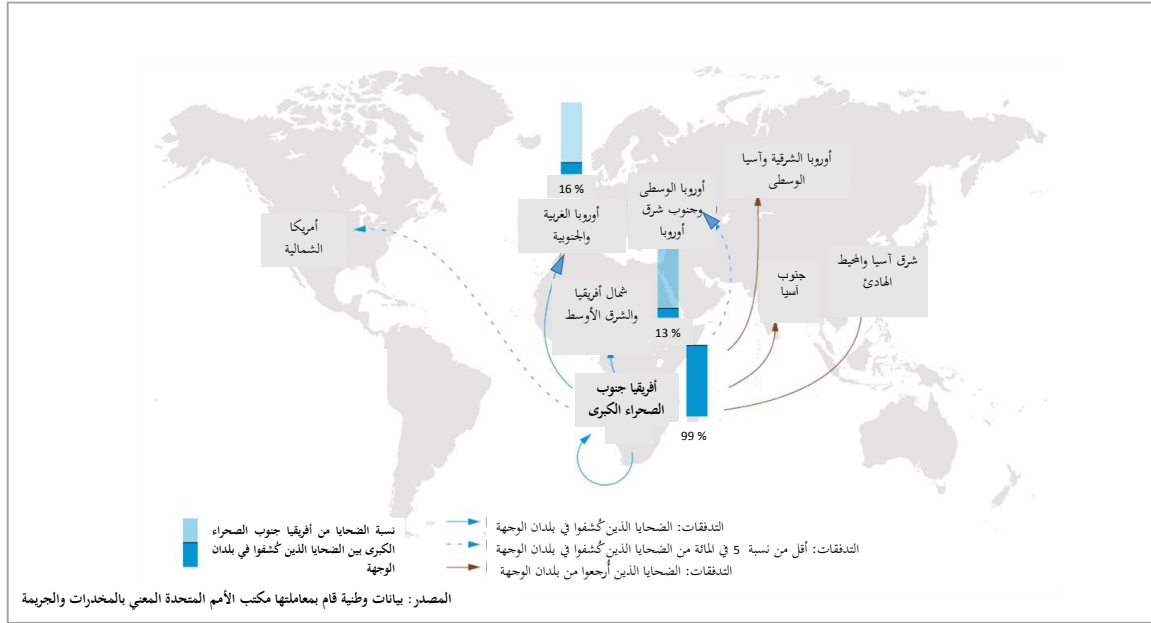 أوروبا الشرقية وآسيا
الوسطى
16 %
أوروبا الوسطى
وجنوب شرق
أوروبا
أوروبا الغربية
والجنوبية
أمريكا
الشمالية
شرق آسيا والمحيط
الهادئ
جنوب
آسيا
شمال أفريقيا
والشرق الأوسط
13 %
أفريقيا جنوب
الصحراء الكبرى
99 %
نسبة الضحايا من أفريقيا جنوب الصحراء
الكبرى بين الضحايا الذين كُشفوا في بلدان
الوجهة
التدفقات: الضحايا الذين كُشفوا في بلدان الوجهة
التدفقات: أقل من نسبة 5 في المائة من الضحايا الذين كُشفوا في بلدان الوجهة
التدفقات: الضحايا الذين أُرجعوا من بلدان الوجهة
المصدر: بيانات وطنية قام بمعاملتها مكتب الأمم المتحدة المعني بالمخدرات والجريمة